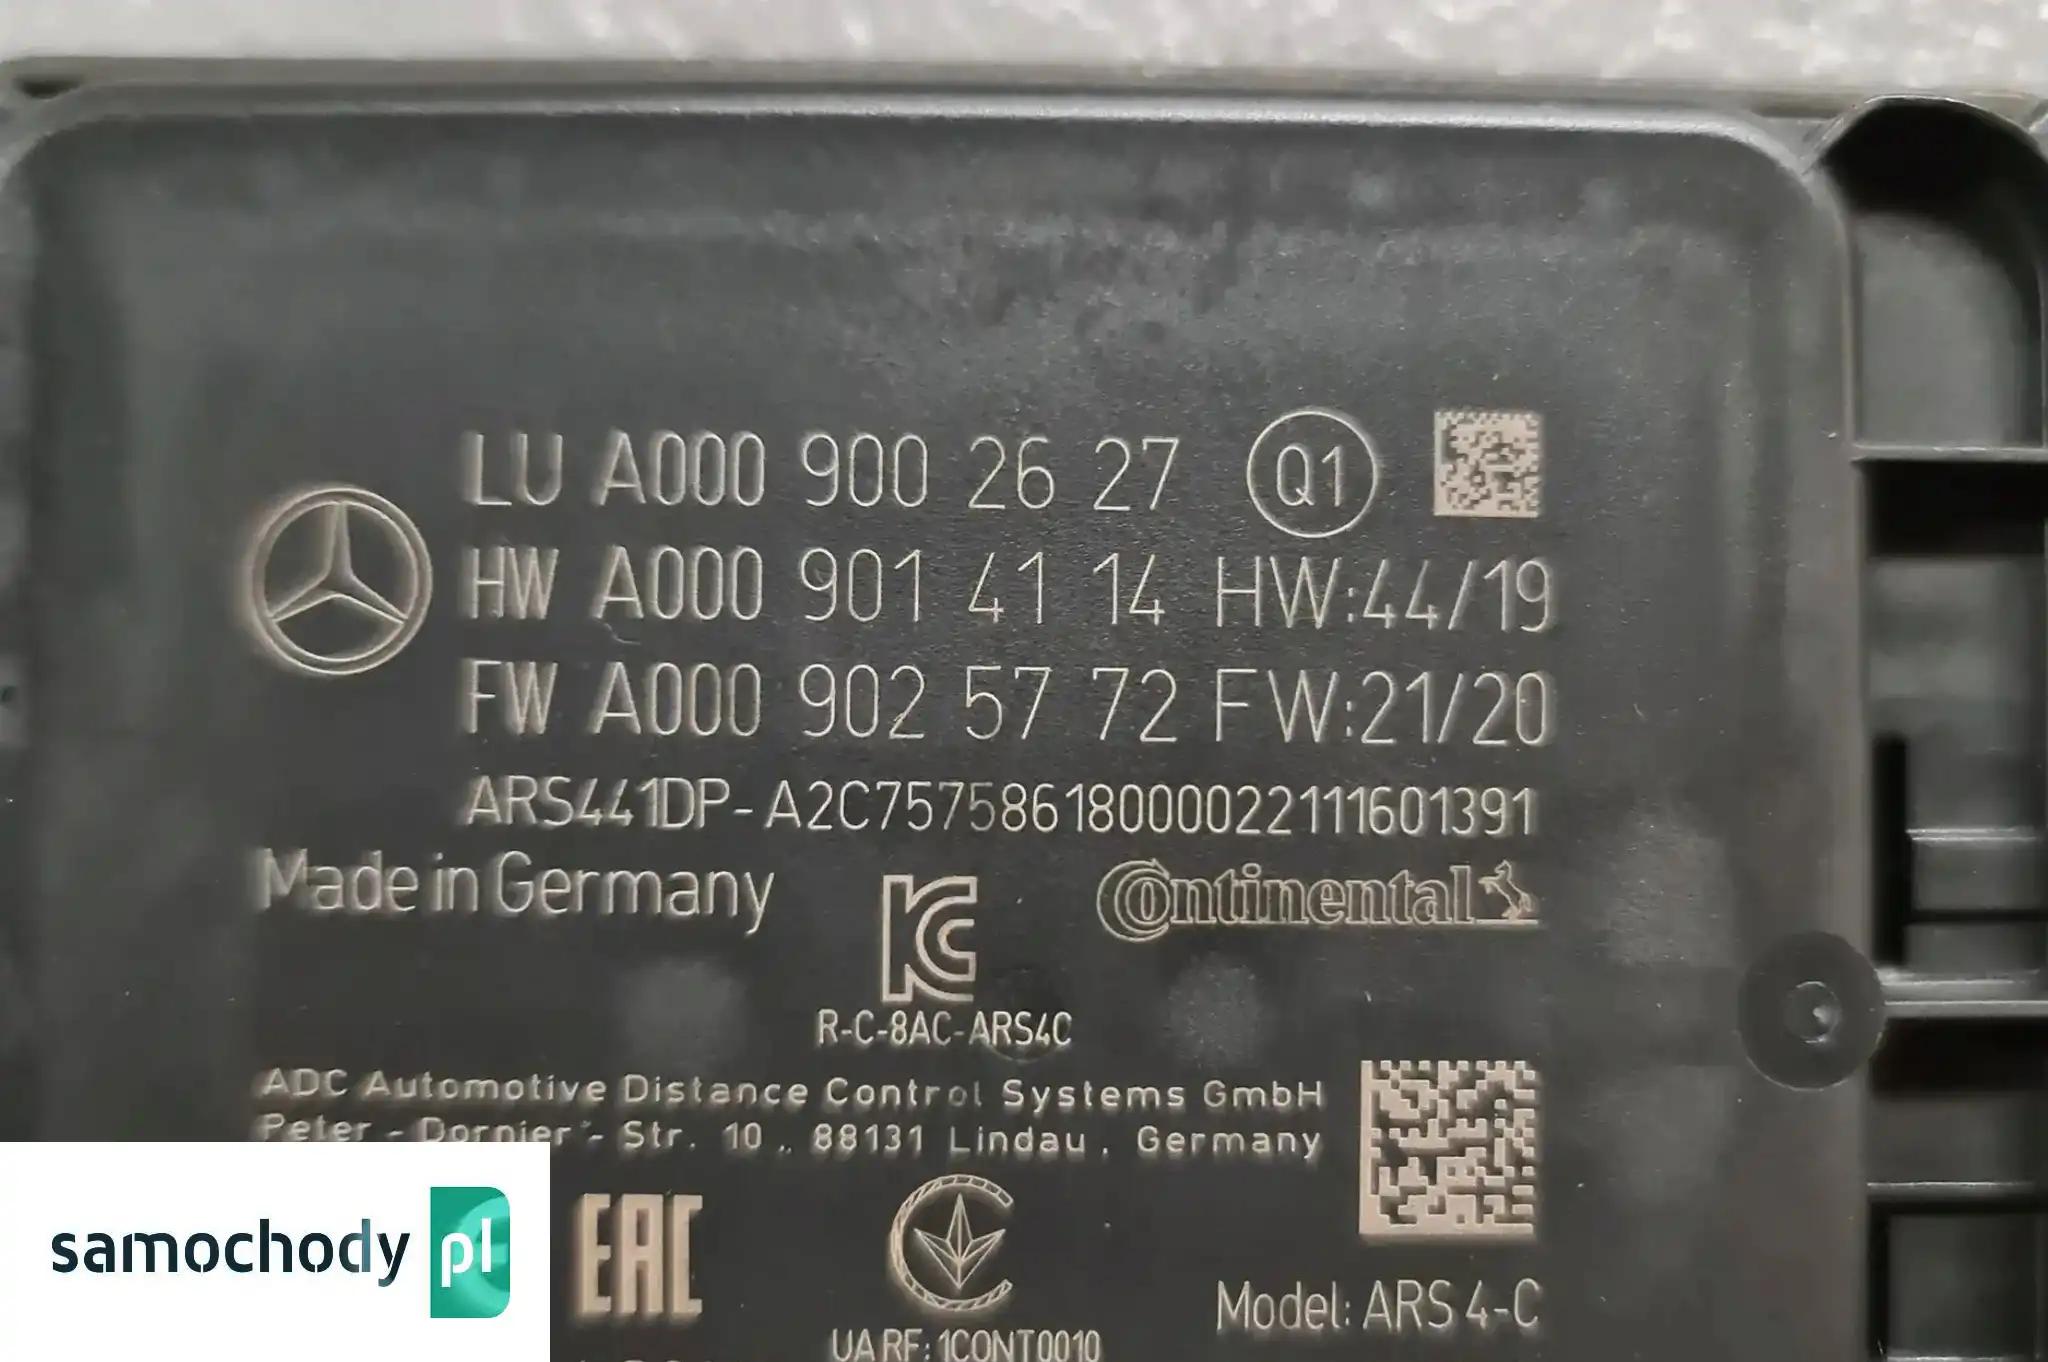 LU A000 900 26 27 Q1
HW A000 901 41 14 HW:44/19
FW A000 902 57 72 FW:21/20
ARS441DP-A2C75758618000022111601391
Made in Germany
Continental
R-C-8AC-ARS4C
ADC Automotive Distance Control Systems GmbH
Peter - Dornier - Str. 10 , 88131 Lindau , Germany
EAC
Model: ARS 4-C
UA RF: 1CONT0010
samochody pl